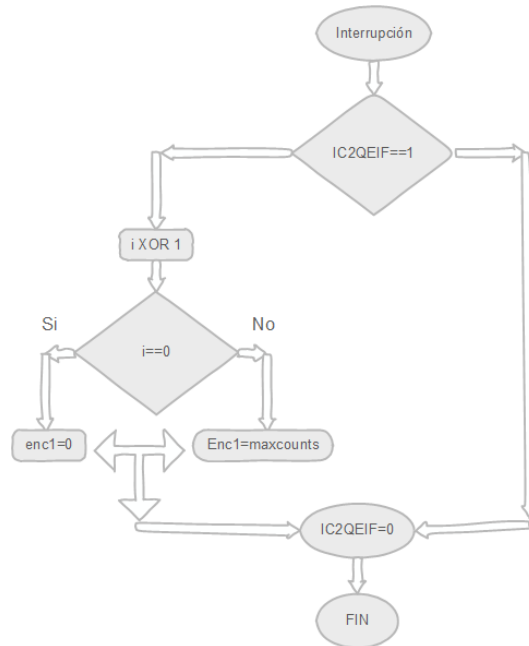 Interrupción
IC2QEIF==1
i XOR 1
Si
No
i==0
enc1=0
Enc1=maxcounts
IC2QEIF=0
FIN